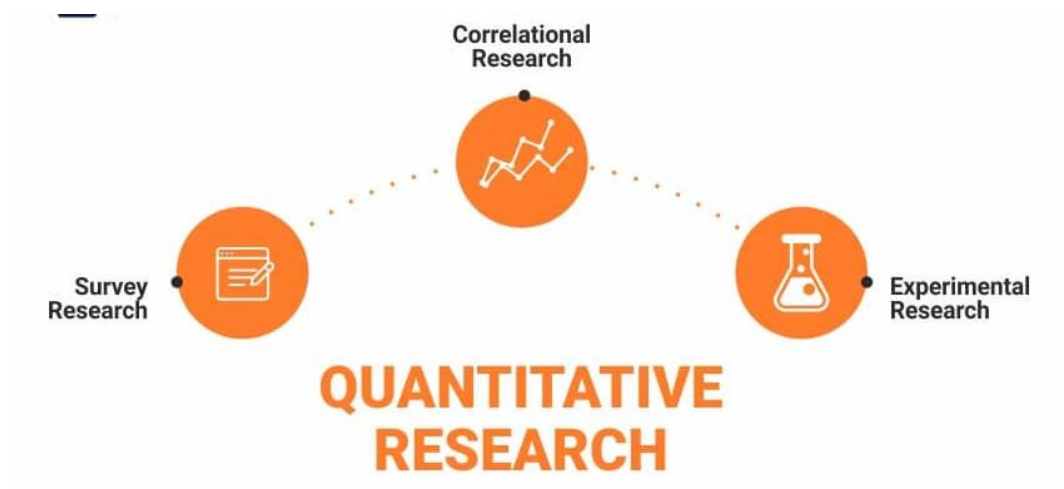 Correlational
Research
Survey
Research
Experimental
Research
QUANTITATIVE
RESEARCH